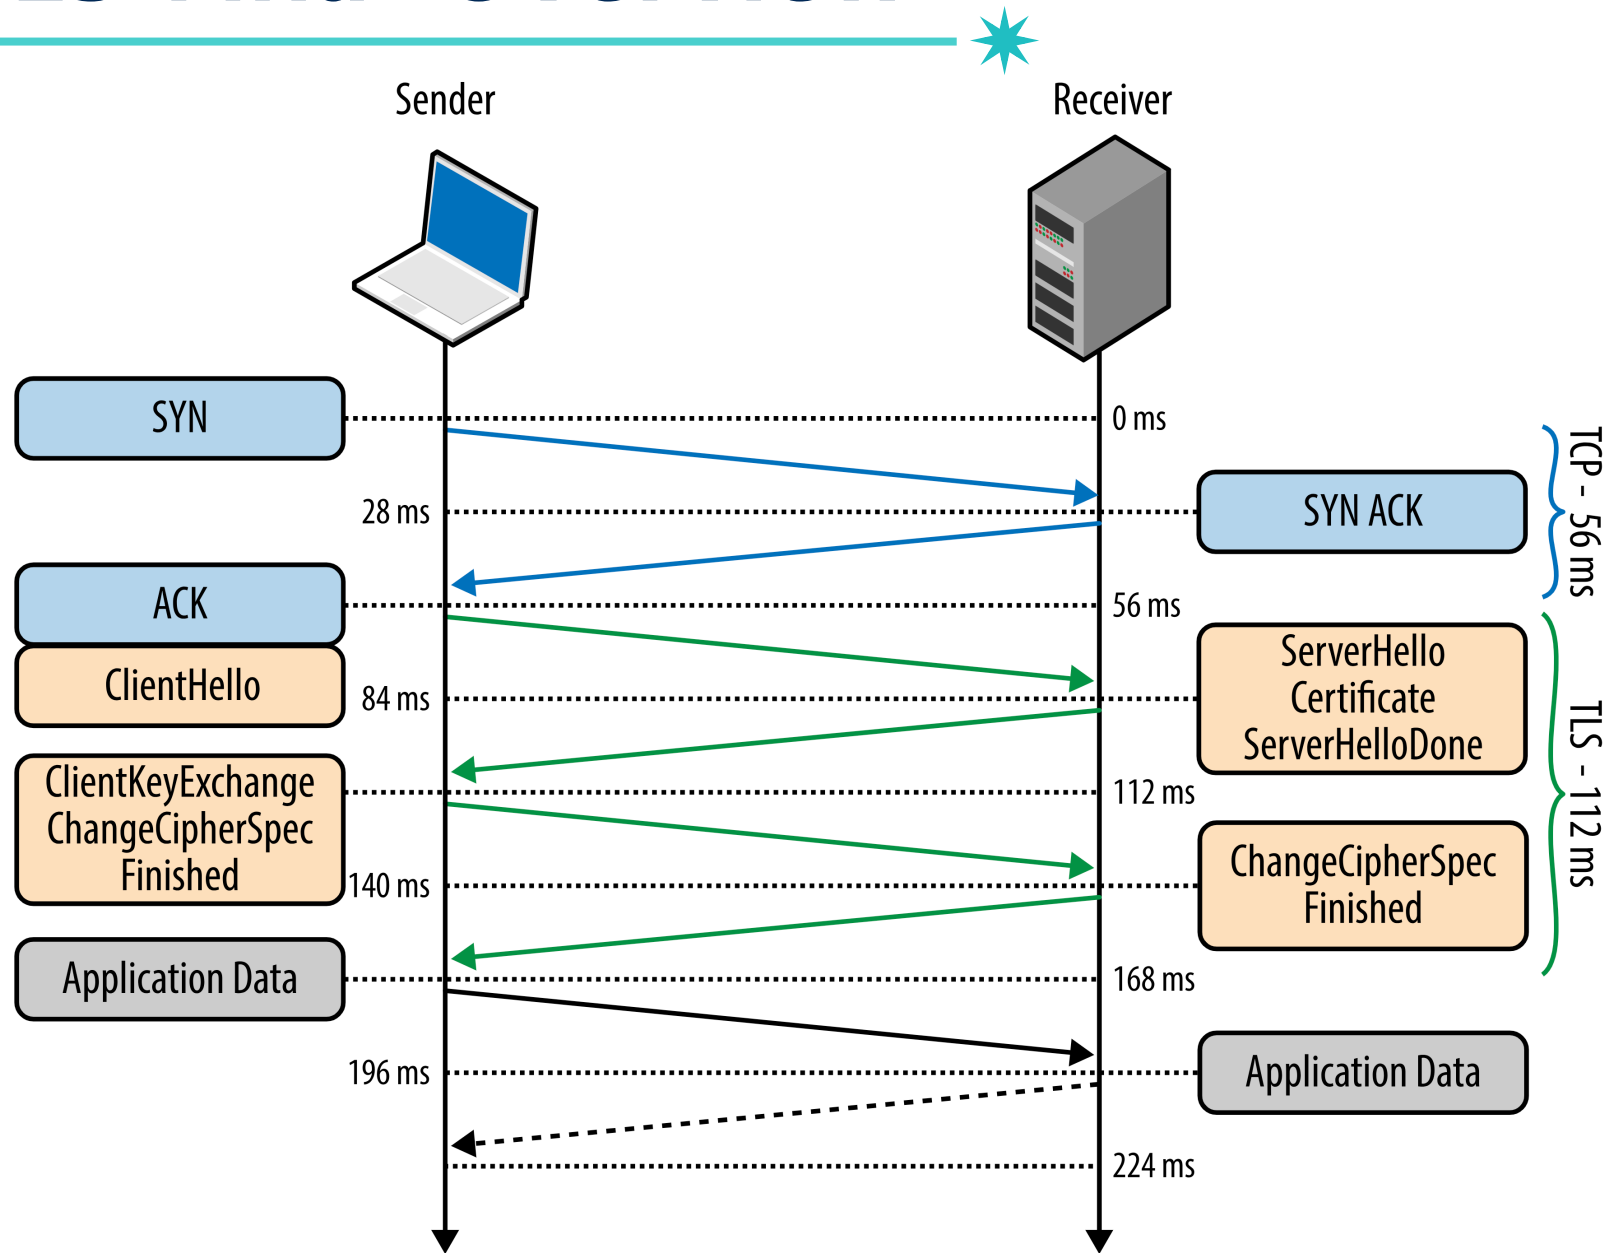 Sender
Receiver
SYN
0 ms
28 ms
SYN ACK
TCP - 56 ms
ACK
56 ms
ClientHello
84 ms
ServerHello
Certificate
ServerHelloDone
TLS - 112 ms
ClientKeyExchange
ChangeCipherSpec
Finished
112 ms
140 ms
ChangeCipherSpec
Finished
Application Data
168 ms
196 ms
Application Data
224 ms